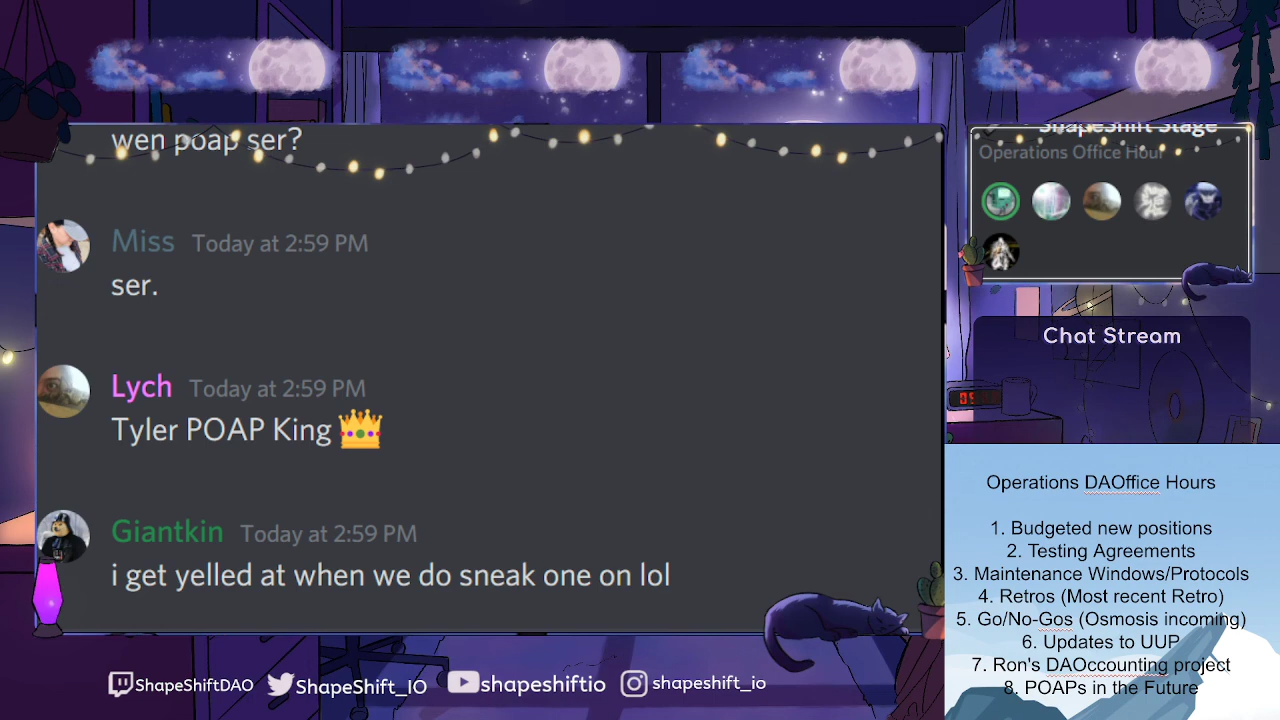 wen poap ser?
Miss Today at 2:59 PM
ser.
Lych Today at 2:59 PM
Tyler POAP King 👑
Giantkin Today at 2:59 PM
i get yelled at when we do sneak one on lol
ShapeShiftDAO ShapeShift_IO shapeshiftio shapeshift_io
ShapeShift Stage
Operations Office Hour
Chat Stream
Operations DAOffice Hours
1. Budgeted new positions
2. Testing Agreements
3. Maintenance Windows/Protocols
4. Retros (Most recent Retro)
5. Go/No-Gos (Osmosis incoming)
6. Updates to UUP
7. Ron's DAOccounting project
8. POAPs in the Future